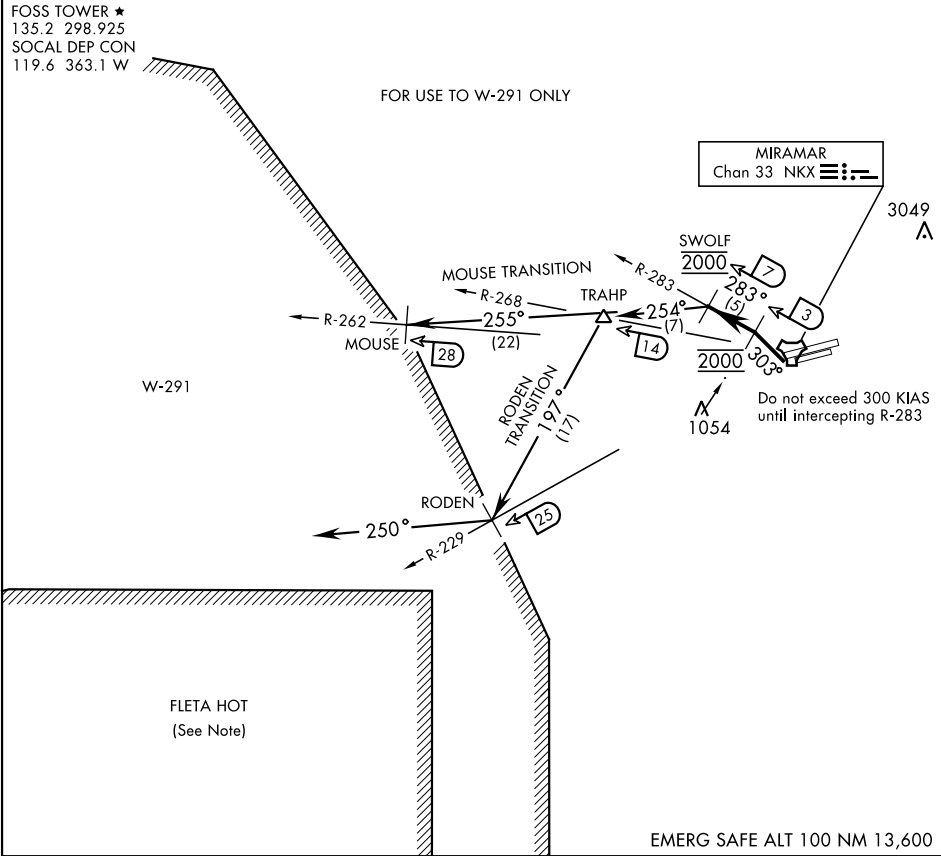 FOSS TOWER ★
135.2 298.925
SOCAL DEP CON
119.6 363.1 W
FOR USE TO W-291 ONLY
MIRAMAR
Chan 33 NKX
3049
SWOLF
2000
7
R-283
283°
(5)
3
MOUSE TRANSITION
R-268
TRAHP
254°
(7)
R-262
255°
(22)
MOUSE
28
14
2000
303°
W-291
RODEN
TRANSITION
197°
(17)
1054
Do not exceed 300 KIAS
until intercepting R-283
RODEN
25
250°
R-229
FLETA HOT
(See Note)
EMERG SAFE ALT 100 NM 13,600